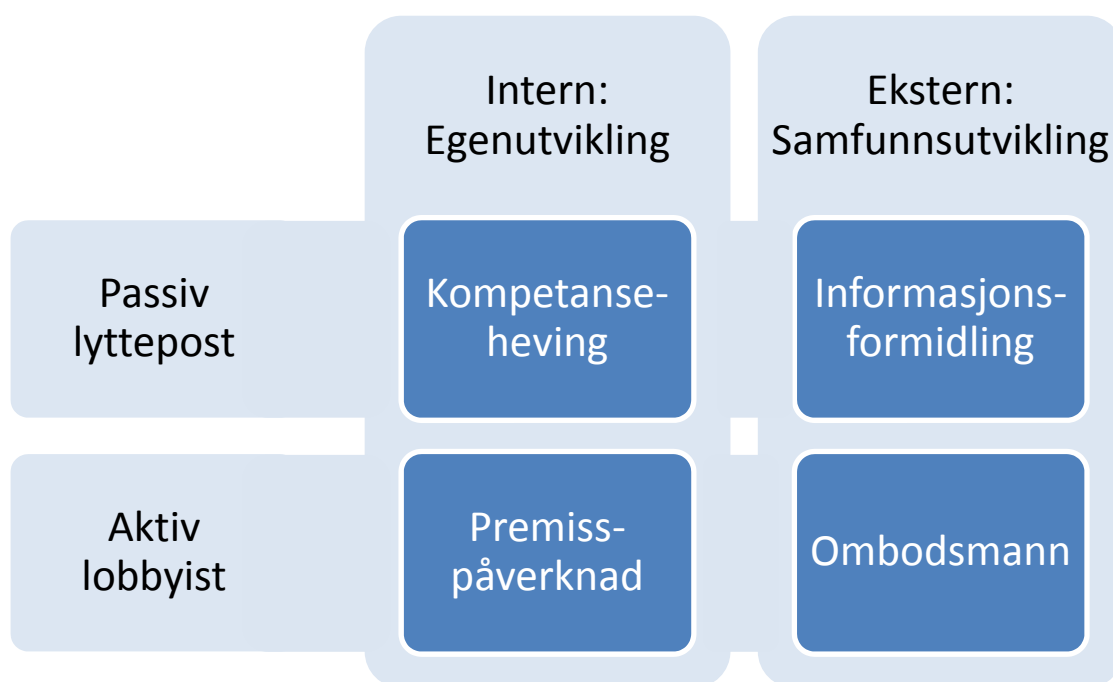 Intern:
Egenutvikling
Ekstern:
Samfunnsutvikling
Passiv
lyttepost
Kompetanse-
heving
Informasjons-
formidling
Aktiv
lobbyist
Premiss-
påverknad
Ombodsmann